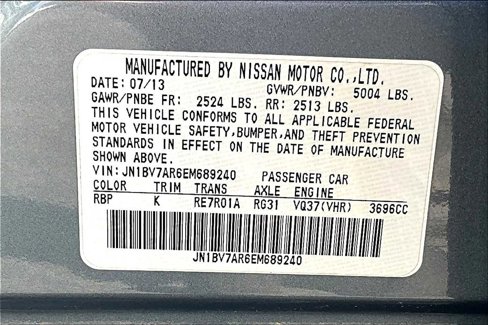 MANUFACTURED BY NISSAN MOTOR CO.,LTD.
DATE: 07/13 GVWR/PNBV: 5004 LBS.
GAWR/PNBE FR: 2524 LBS. RR: 2513 LBS.
THIS VEHICLE CONFORMS TO ALL APPLICABLE FEDERAL
MOTOR VEHICLE SAFETY, BUMPER, AND THEFT PREVENTION
STANDARDS IN EFFECT ON THE DATE OF MANUFACTURE
SHOWN ABOVE.
VIN: JN1BV7AR6EM689240 PASSENGER CAR
COLOR TRIM TRANS AXLE ENGINE
RBP K RE7R01A RG31 VQ37(VHR) 3696CC
JN1BV7AR6EM689240